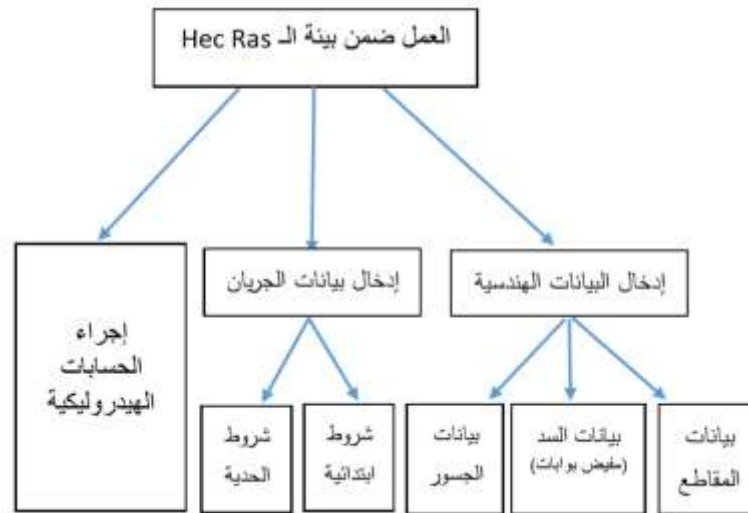 العمل ضمن بيئة الـ Hec Ras
إدخال البيانات الهندسية
إدخال بيانات الجريان
إجراء
الحسابات
الهيدروليكية
بيانات
المقاطع
بيانات السد
(مفيض بوابات)
بيانات
الجسور
شروط
ابتدائية
شروط
الحدية